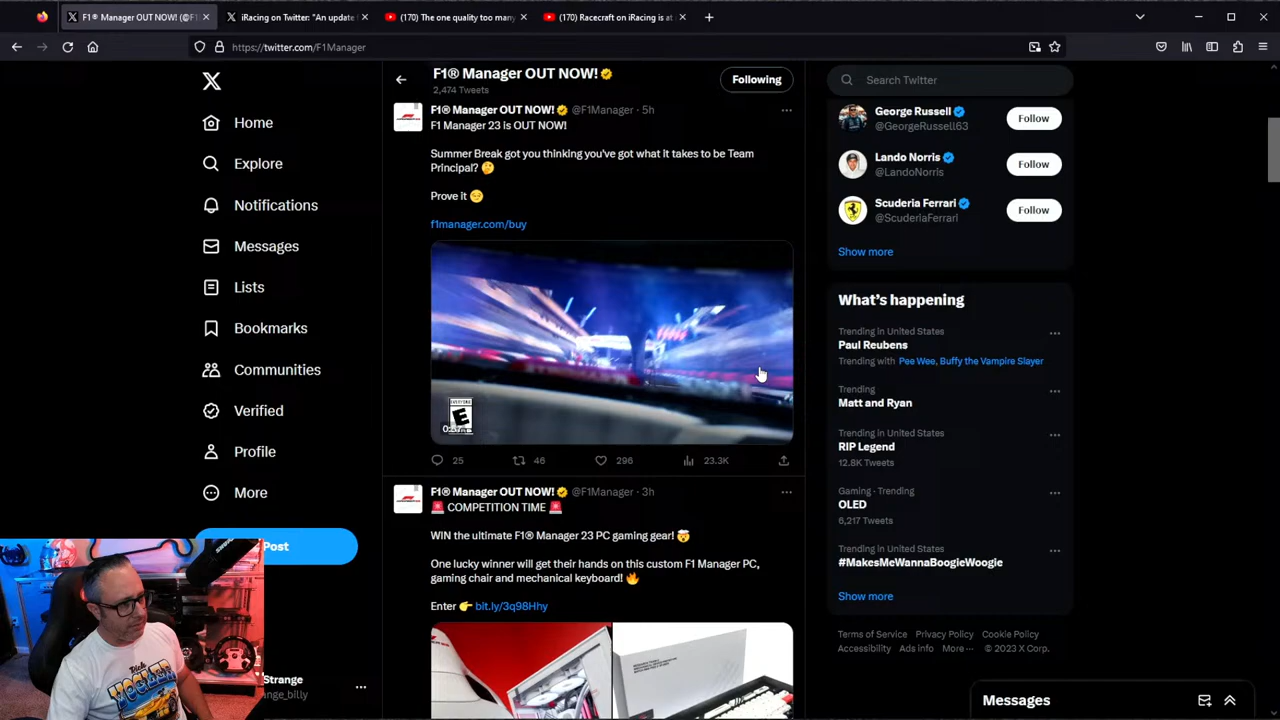 F1® Manager OUT NOW! (@F1
iRacing on Twitter: "An update
(170) The one quality too many
(170) Racecraft on iRacing is at
https://twitter.com/F1Manager
F1® Manager OUT NOW!
2,474 Tweets
Following
Search Twitter
Home
Explore
Notifications
Messages
Lists
Bookmarks
Communities
Verified
Profile
More
Post
Strange
nge_billy
F1® Manager OUT NOW! @F1Manager · 5h
F1 Manager 23 is OUT NOW!
Summer Break got you thinking you've got what it takes to be Team
Principal? 🤔
Prove it 😏
f1manager.com/buy
EVERYONE
E
25 46 296 23.3K
F1® Manager OUT NOW! @F1Manager · 3h
🚨 COMPETITION TIME 🚨
WIN the ultimate F1® Manager 23 PC gaming gear! 🤯
One lucky winner will get their hands on this custom F1 Manager PC,
gaming chair and mechanical keyboard! 🔥
Enter 👉 bit.ly/3q98Hhy
George Russell
@GeorgeRussell63
Follow
Lando Norris
@LandoNorris
Follow
Scuderia Ferrari
@ScuderiaFerrari
Follow
Show more
What's happening
Trending in United States
Paul Reubens
Trending with Pee Wee, Buffy the Vampire Slayer
Trending
Matt and Ryan
Trending in United States
RIP Legend
12.8K Tweets
Gaming · Trending
OLED
6,217 Tweets
Trending in United States
#MakesMeWannaBoogieWoogie
Show more
Terms of Service Privacy Policy Cookie Policy
Accessibility Ads info More ··· © 2023 X Corp.
Messages